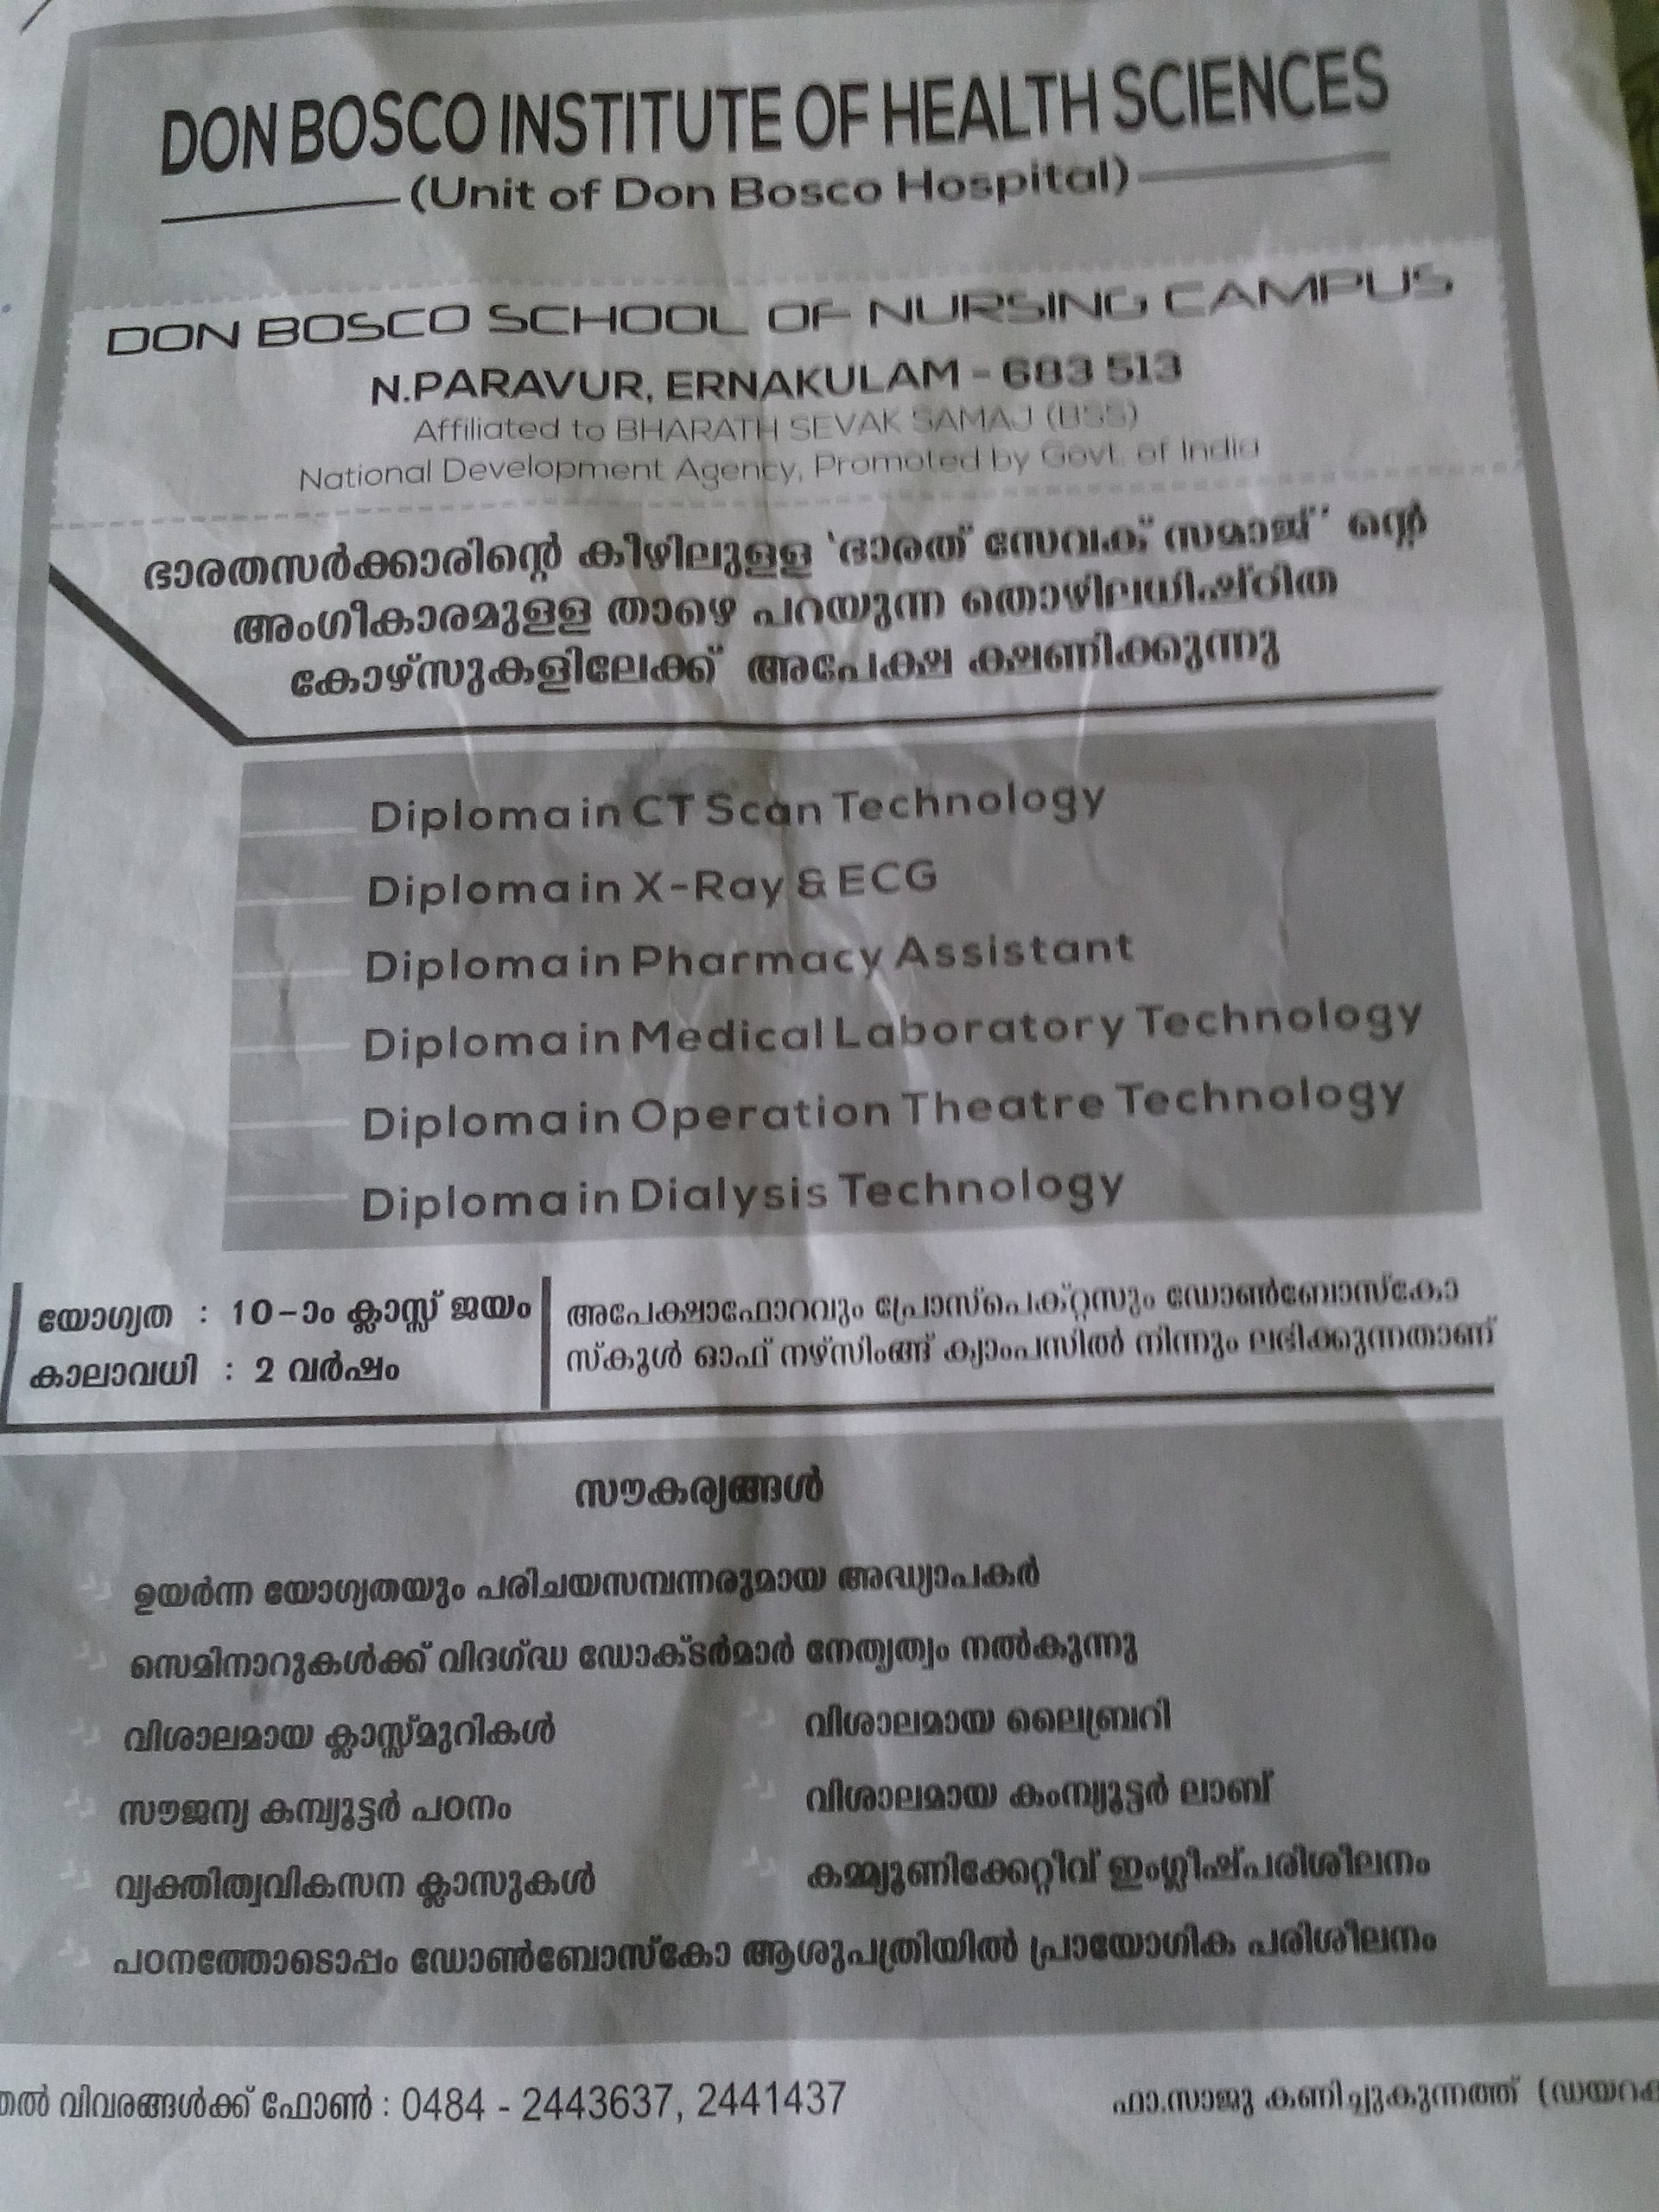 DON BOSCO INSTITUTE OF HEALTH SCIENCES
(Unit of Don Bosco Hospital)
DON BOSCO SCHOOL OF NURSING CAMPUS
N.PARAVUR, ERNAKULAM - 683 513
Affiliated to BHARATH SEVAK SAMAJ (BSS)
National Development Agency, Promoted by Govt. of India
ഭാരതസർക്കാരിന്റെ കീഴിലുള്ള 'ഭാരത് സേവക് സമാജ്' ന്റെ
അംഗീകാരമുള്ള താഴെ പറയുന്ന തൊഴിലധിഷ്ഠിത
കോഴ്സുകളിലേക്ക് അപേക്ഷ ക്ഷണിക്കുന്നു
Diploma in CT Scan Technology
Diploma in X-Ray & ECG
Diploma in Pharmacy Assistant
Diploma in Medical Laboratory Technology
Diploma in Operation Theatre Technology
Diploma in Dialysis Technology
യോഗ്യത : 10-ാം ക്ലാസ്സ് ജയം
കാലാവധി : 2 വർഷം
അപേക്ഷാഫോറവും പ്രോസ്പെക്റ്റസും ഡോൺബോസ്കോ
സ്കൂൾ ഓഫ് നഴ്സിംങ്ങ് ക്യാംപസിൽ നിന്നും ലഭിക്കുന്നതാണ്
സൗകര്യങ്ങൾ
ഉയർന്ന യോഗ്യതയും പരിചയസമ്പന്നരുമായ അദ്ധ്യാപകർ
സെമിനാറുകൾക്ക് വിദഗ്ദ്ധ ഡോക്ടർമാർ നേതൃത്വം നൽകുന്നു
വിശാലമായ ക്ലാസ്സ്മുറികൾ
വിശാലമായ ലൈബ്രറി
സൗജന്യ കമ്പ്യൂട്ടർ പഠനം
വിശാലമായ കംമ്പ്യൂട്ടർ ലാബ്
വ്യക്തിത്വവികസന ക്ലാസുകൾ
കമ്മ്യൂണിക്കേറ്റീവ് ഇംഗ്ലീഷ്പരിശീലനം
പഠനത്തോടൊപ്പം ഡോൺബോസ്കോ ആശുപത്രിയിൽ പ്രായോഗിക പരിശീലനം
തൽ വിവരങ്ങൾക്ക് ഫോൺ : 0484 - 2443637, 2441437
ഫാ.സാജു കണിച്ചുകുന്നത്ത് (ഡയറക